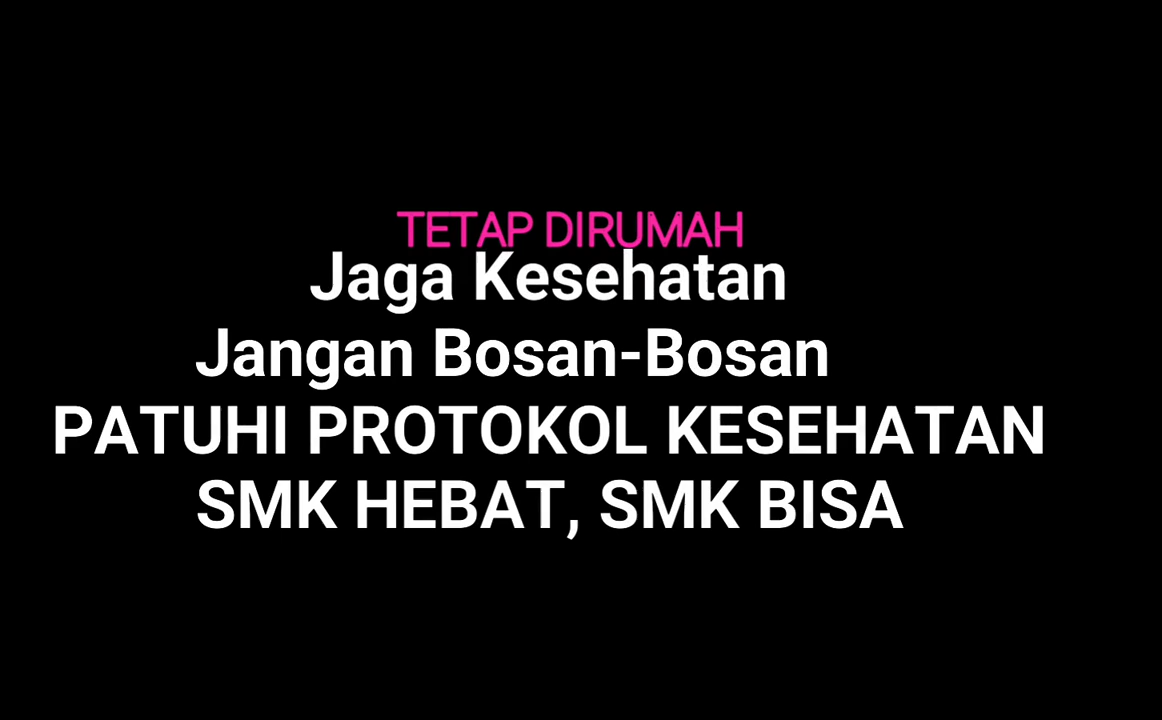 TETAP DIRUMAH
Jaga Kesehatan
Jangan Bosan-Bosan
PATUHI PROTOKOL KESEHATAN
SMK HEBAT, SMK BISA